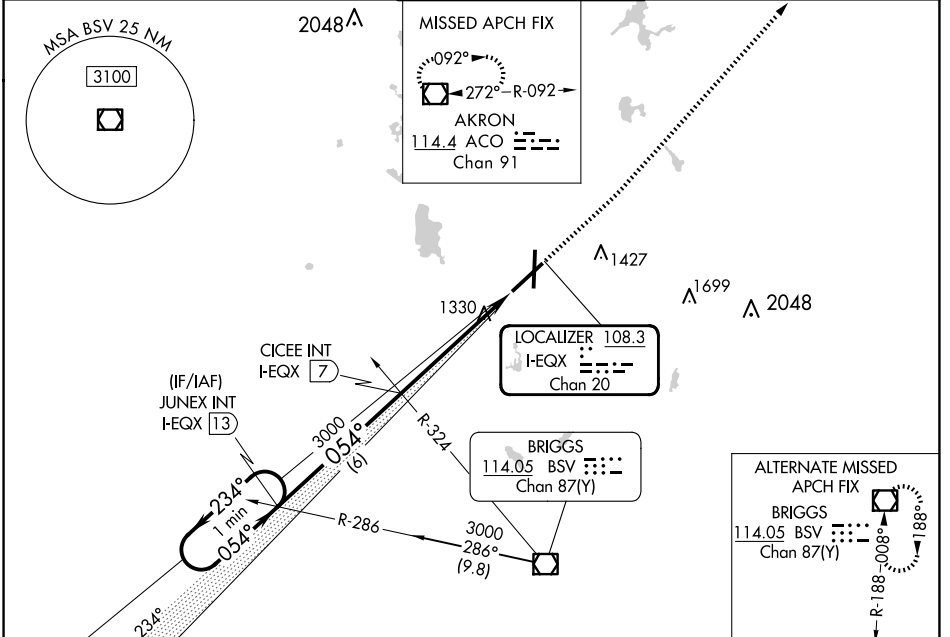 MSA BSV 25 NM
3100
2048
MISSED APCH FIX
092°
272° R-092
AKRON
114.4 ACO
Chan 91
1427
1699
2048
1330
LOCALIZER 108.3
I-EQX
Chan 20
CICEE INT
I-EQX 7
(IF/IAF)
JUNEX INT
I-EQX 13
3000
054°
(6)
R-324
234°
1 min
054°
R-286
3000
286°
(9.8)
BRIGGS
114.05 BSV
Chan 87(Y)
234°
ALTERNATE MISSED
APCH FIX
BRIGGS
114.05 BSV
Chan 87(Y)
R-188 008°
188°